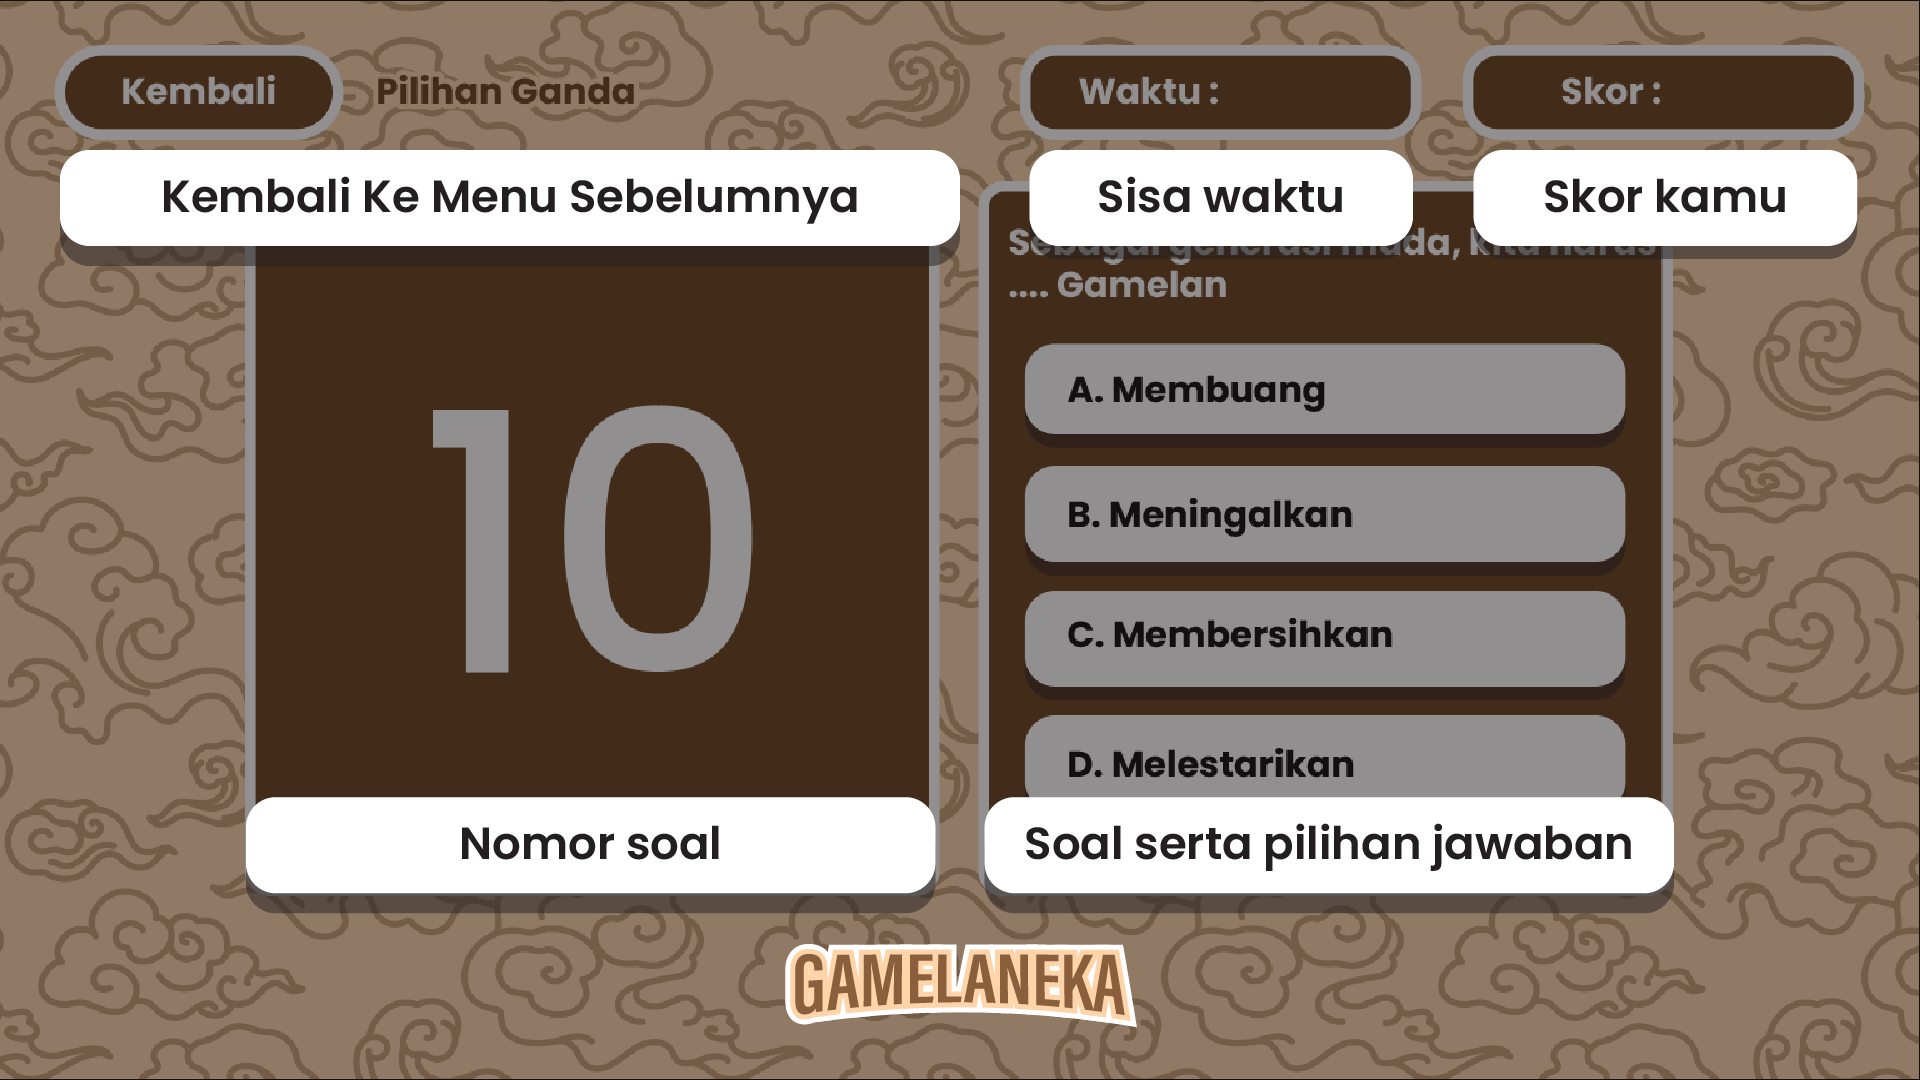 Kembali
Pilihan Ganda
Waktu :
Skor :
Kembali Ke Menu Sebelumnya
Sisa waktu
Skor kamu
Sebagai generasi muda, kita harus
.... Gamelan
10
A. Membuang
B. Meningalkan
C. Membersihkan
D. Melestarikan
Nomor soal
Soal serta pilihan jawaban
GAMELANEKA